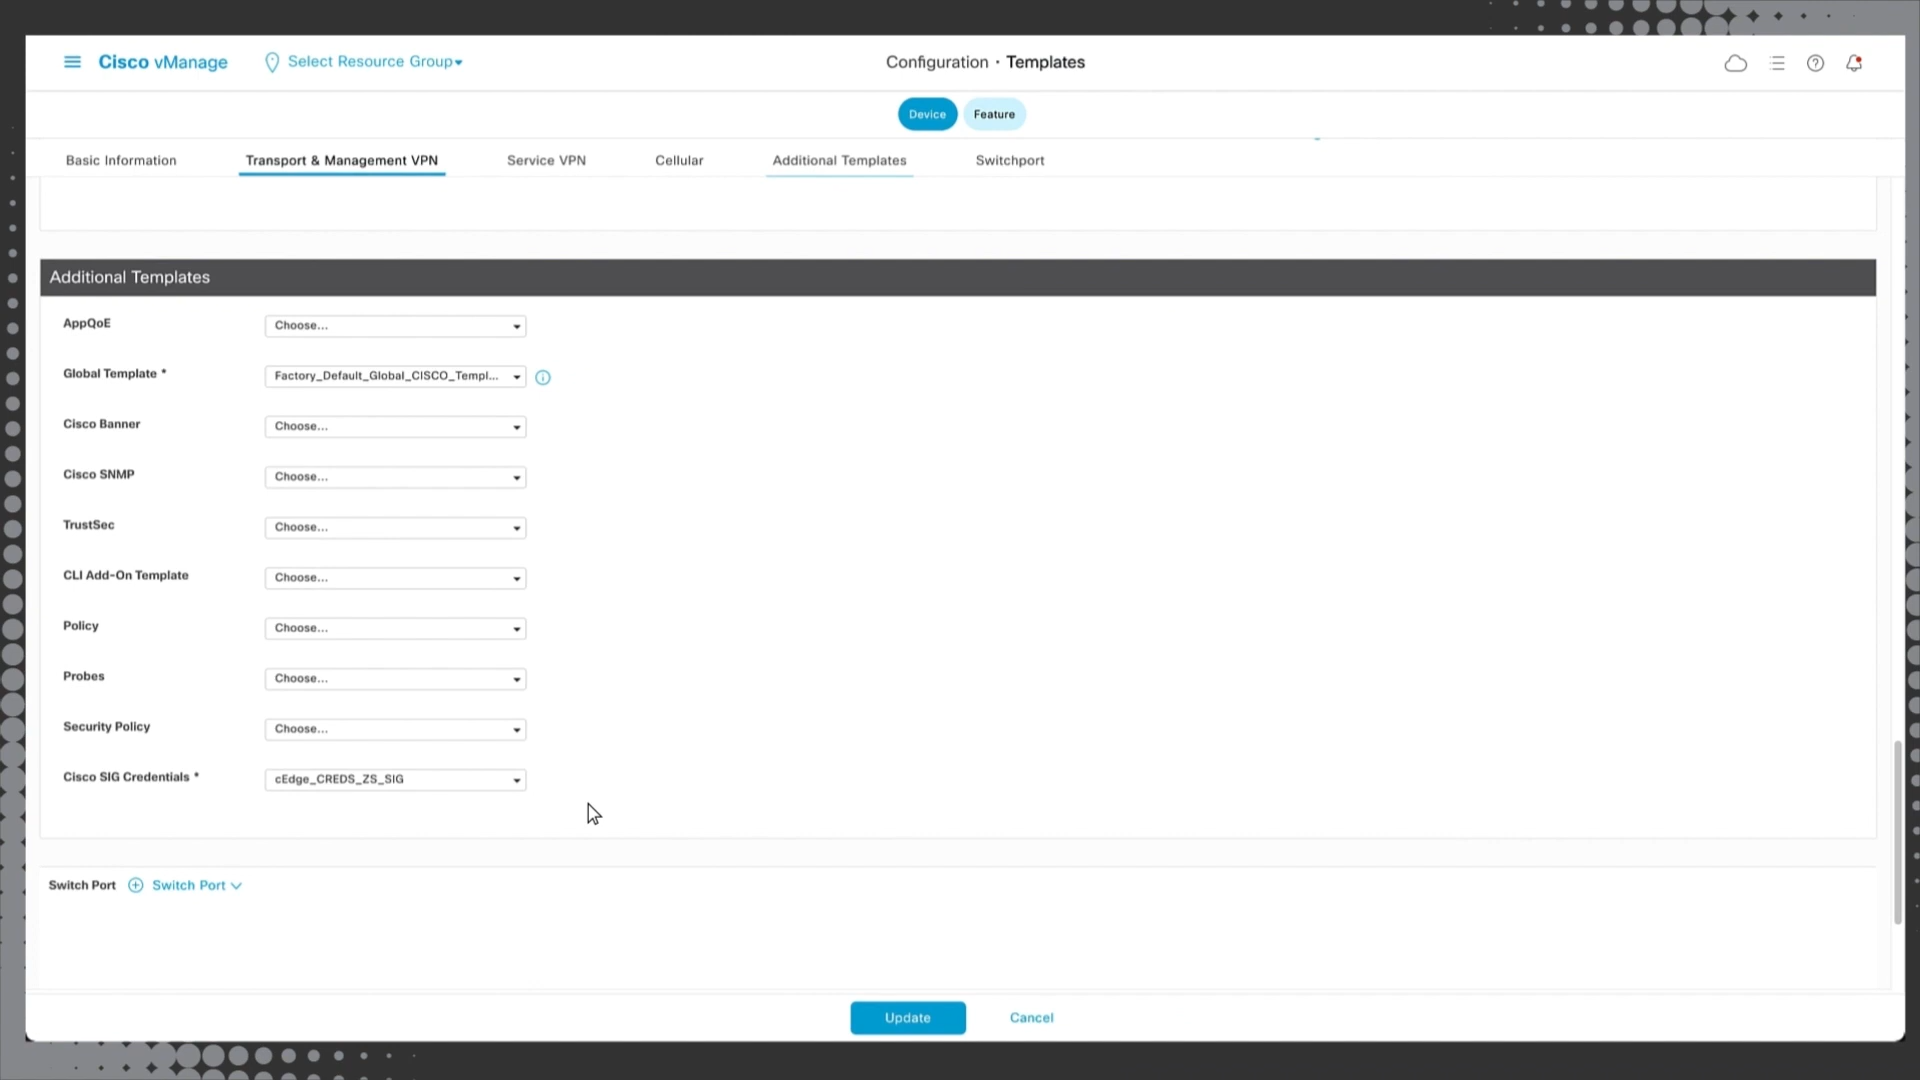 Cisco vManage
Select Resource Group
Configuration · Templates
Device
Feature
Basic Information
Transport & Management VPN
Service VPN
Cellular
Additional Templates
Switchport
Additional Templates
AppQoE
Choose...
Global Template *
Factory_Default_Global_CISCO_Templ...
Cisco Banner
Choose...
Cisco SNMP
Choose...
TrustSec
Choose...
CLI Add-On Template
Choose...
Policy
Choose...
Probes
Choose...
Security Policy
Choose...
Cisco SIG Credentials *
cEdge_CREDS_ZS_SIG
Switch Port
Switch Port
Update
Cancel